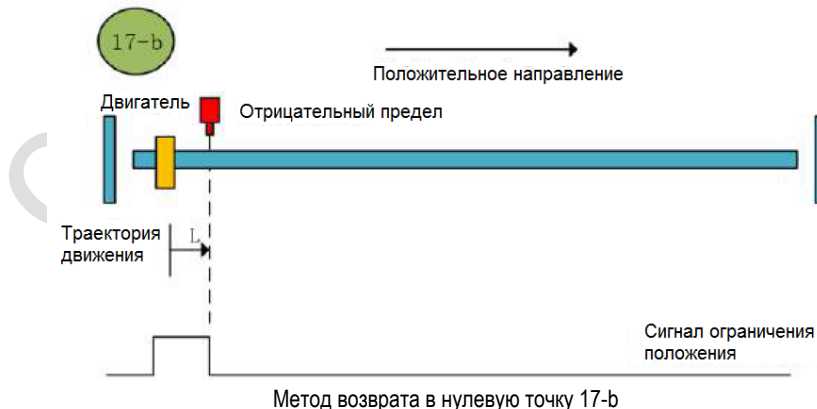 17-b
Положительное направление
Двигатель
Отрицательный предел
Траектория
движения
L
Сигнал ограничения
положения
Метод возврата в нулевую точку 17-b